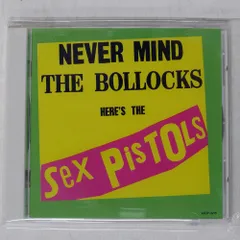 NEVER MIND
THE BOLLOCKS
HERE'S THE
Sex PISTOLS